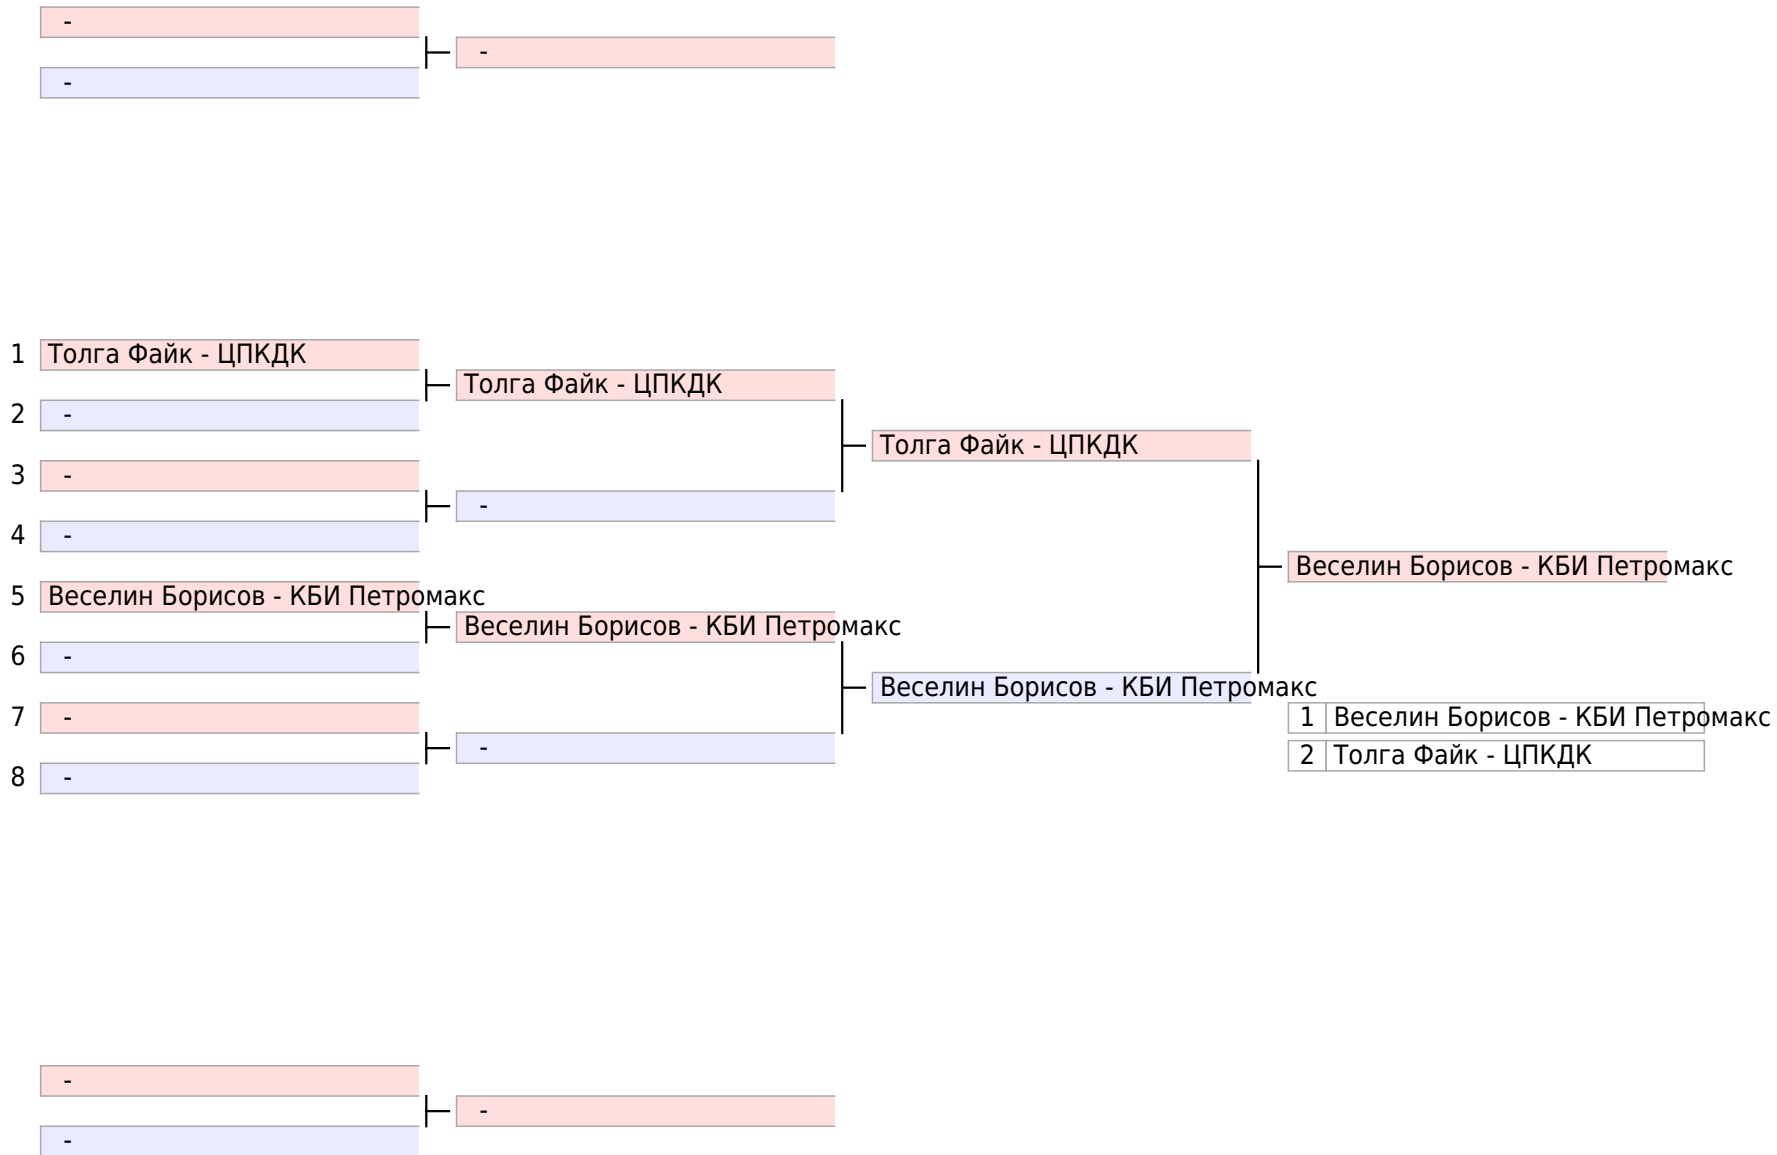 -
-
-
1 Толга Файк - ЦПКДК
Толга Файк - ЦПКДК
2 -
Толга Файк - ЦПКДК
3 -
-
4 -
Веселин Борисов - КБИ Петромакс
5 Веселин Борисов - КБИ Петромакс
Веселин Борисов - КБИ Петромакс
6 -
Веселин Борисов - КБИ Петромакс
7 -
1 Веселин Борисов - КБИ Петромакс
-
2 Толга Файк - ЦПКДК
8 -
-
-
-